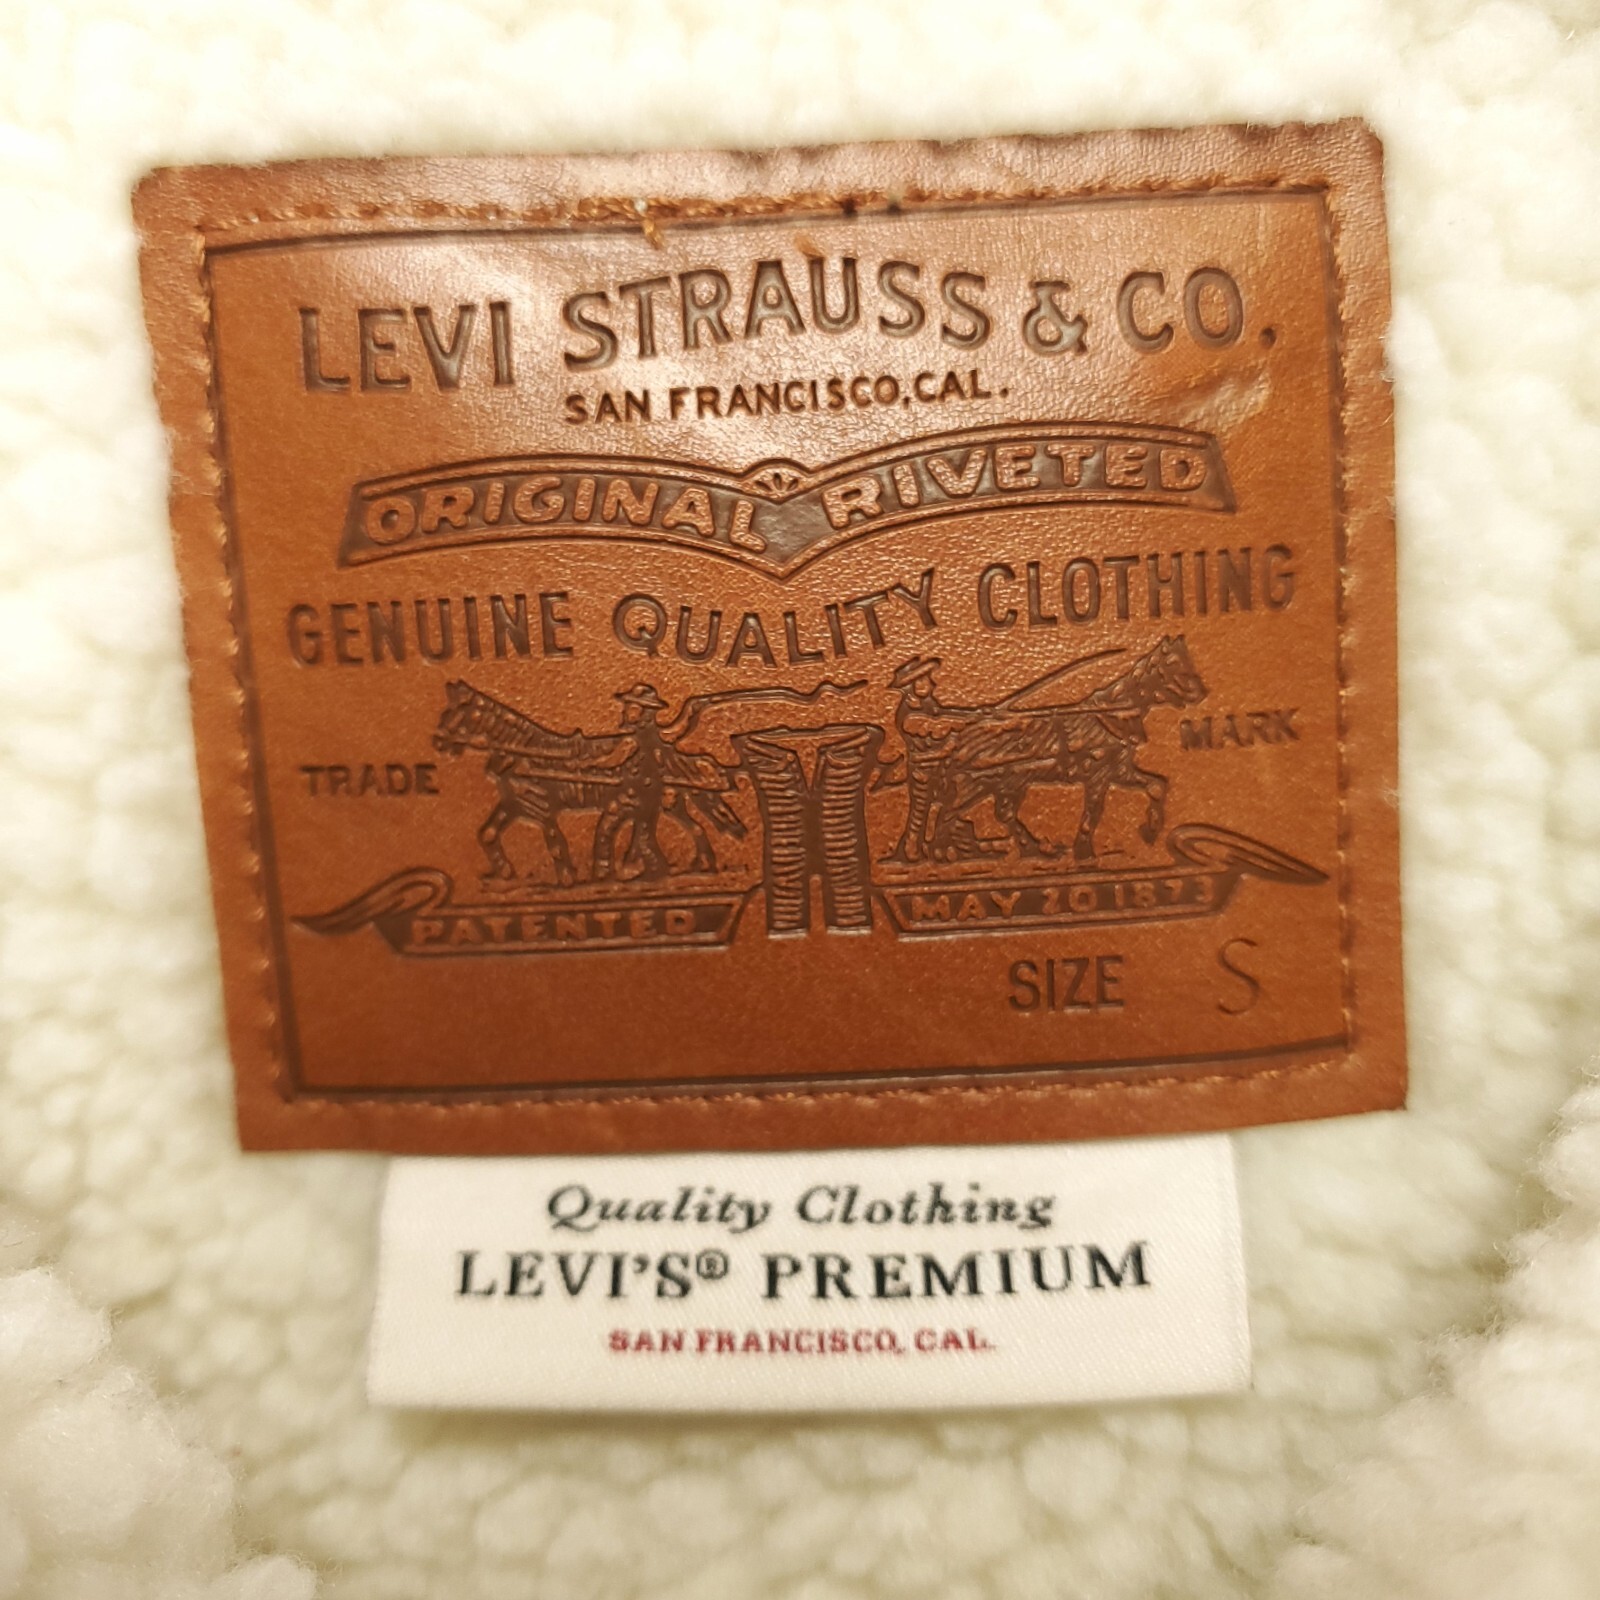 LEVI STRAUSS & CO.
SAN FRANCISCO, CAL.
ORIGINAL RIVETED
GENUINE QUALITY CLOTHING
TRADE MARK
PATENTED MAY 20 1873
SIZE S
Quality Clothing
LEVI'S® PREMIUM
SAN FRANCISCO, CAL.